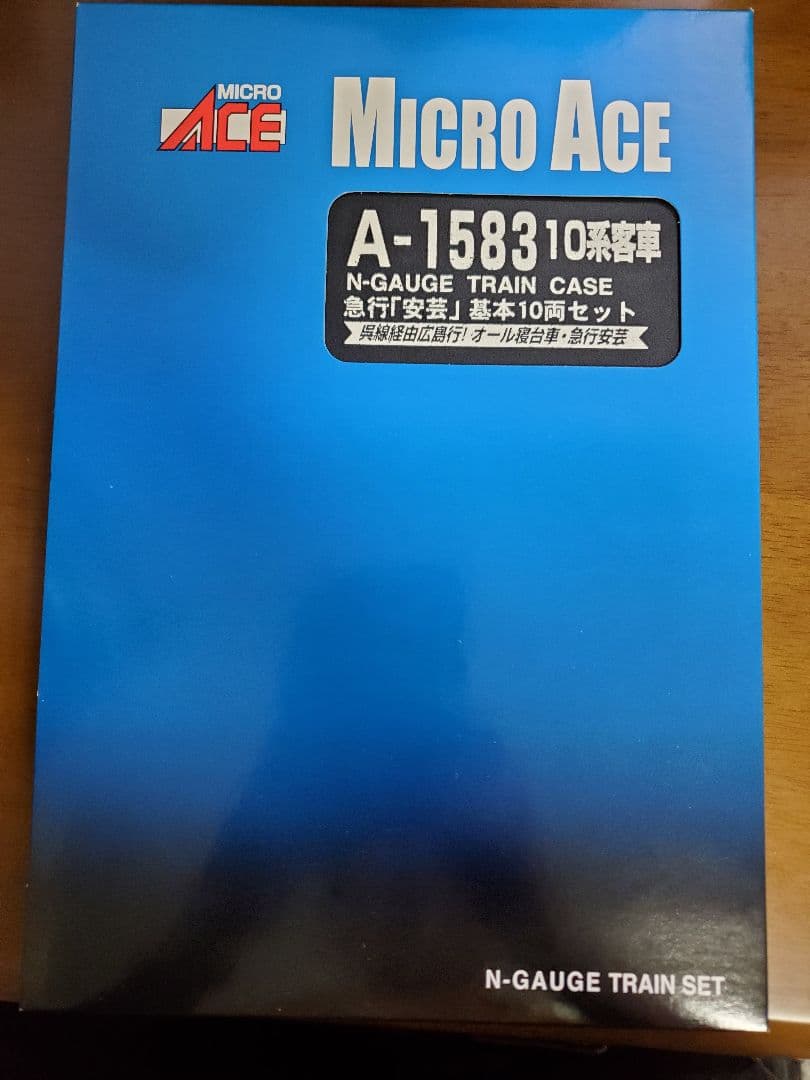 MICRO
ACE
MICRO ACE
A-1583 10系客車
N-GAUGE TRAIN CASE
急行「安芸」基本10両セット
呉線経由広島行!オール寝台車・急行安芸
N-GAUGE TRAIN SET